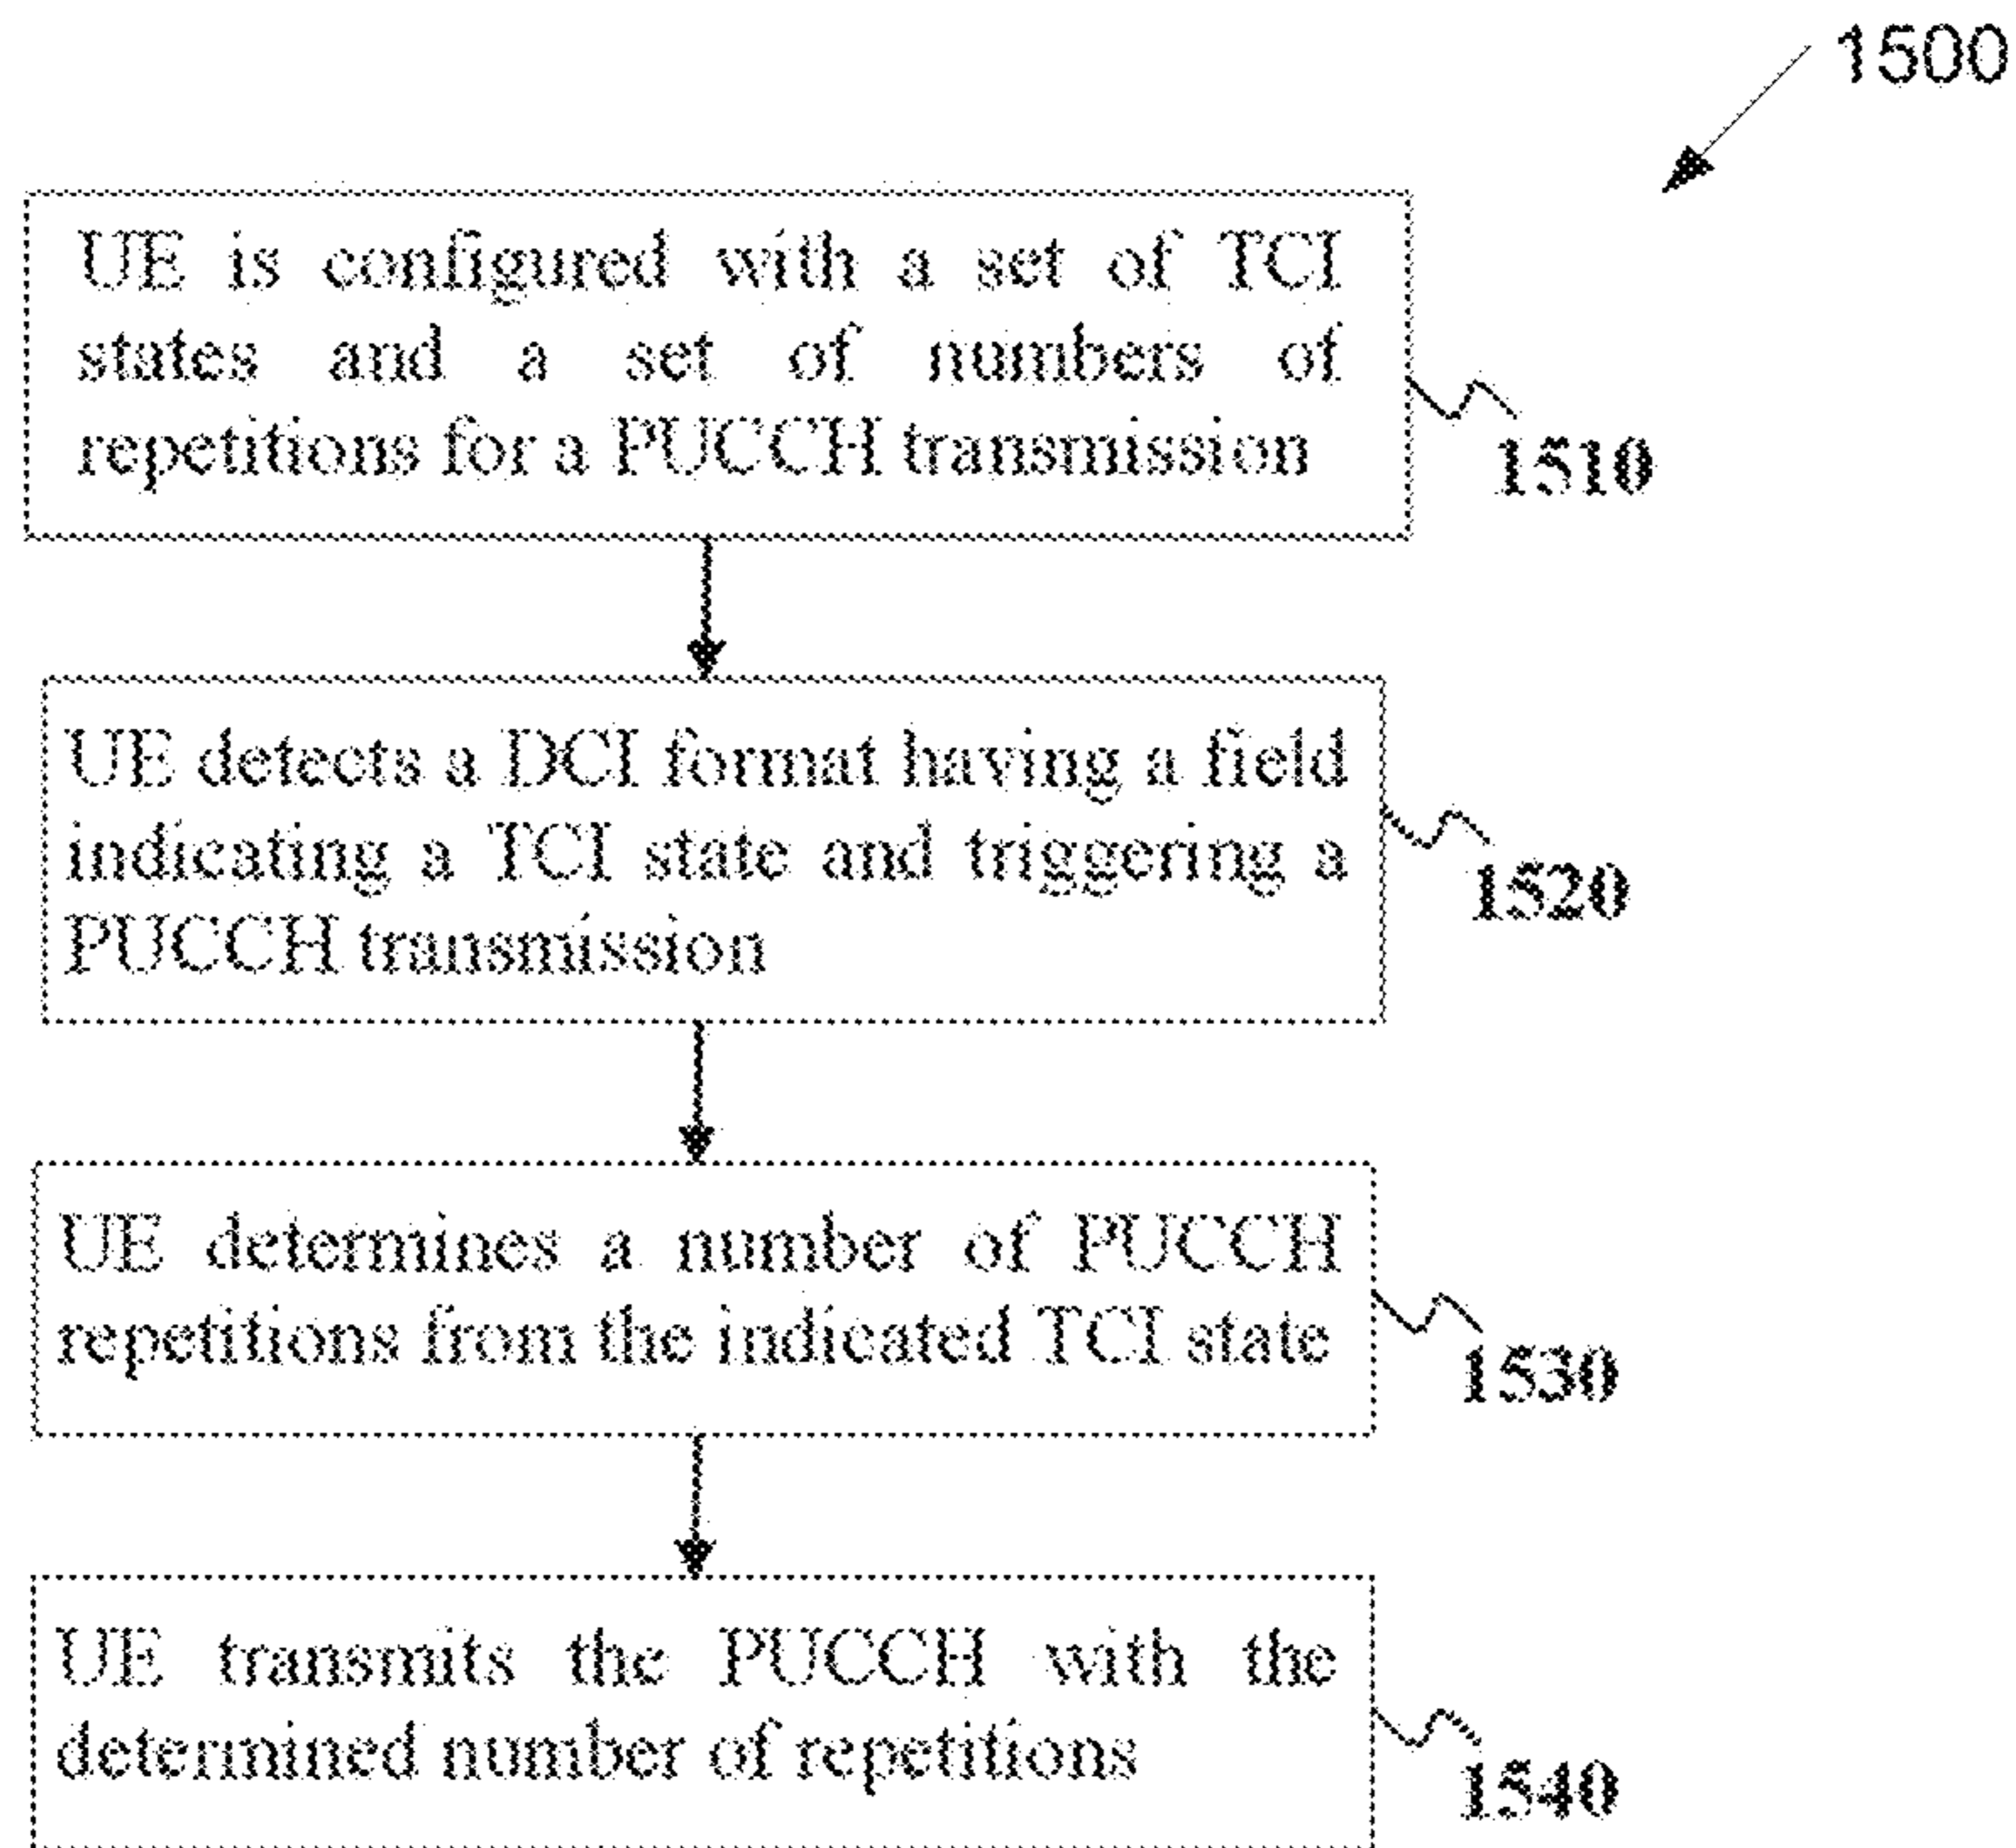 1500
UE is configured with a set of TCI
states and a set of numbers of
repetitions for a PUCCH transmission
1510
UE detects a DCI format having a field
indicating a TCI state and triggering a
PUCCH transmission
1520
UE determines a number of PUCCH
repetitions from the indicated TCI state
1530
UE transmits the PUCCH with the
determined number of repetitions
1540